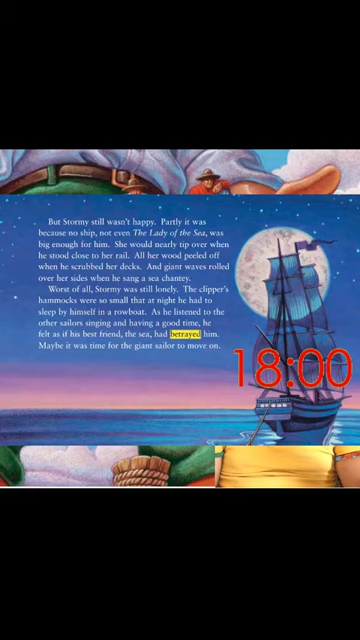 But Stormy still wasn't happy. Partly it was
because no ship, not even The Lady of the Sea, was
big enough for him. She would nearly tip over when
he stood close to her rail. All her wood peeled off
when he scrubbed her decks. And giant waves rolled
over her sides when he sang a sea chantey.
Worst of all, Stormy was still lonely. The clipper's
hammocks were so small that at night he had to
sleep by himself in a rowboat. As he listened to the
other sailors singing and having a good time, he
felt as if his best friend, the sea, had betrayed him.
Maybe it was time for the giant sailor to move on.
18:00